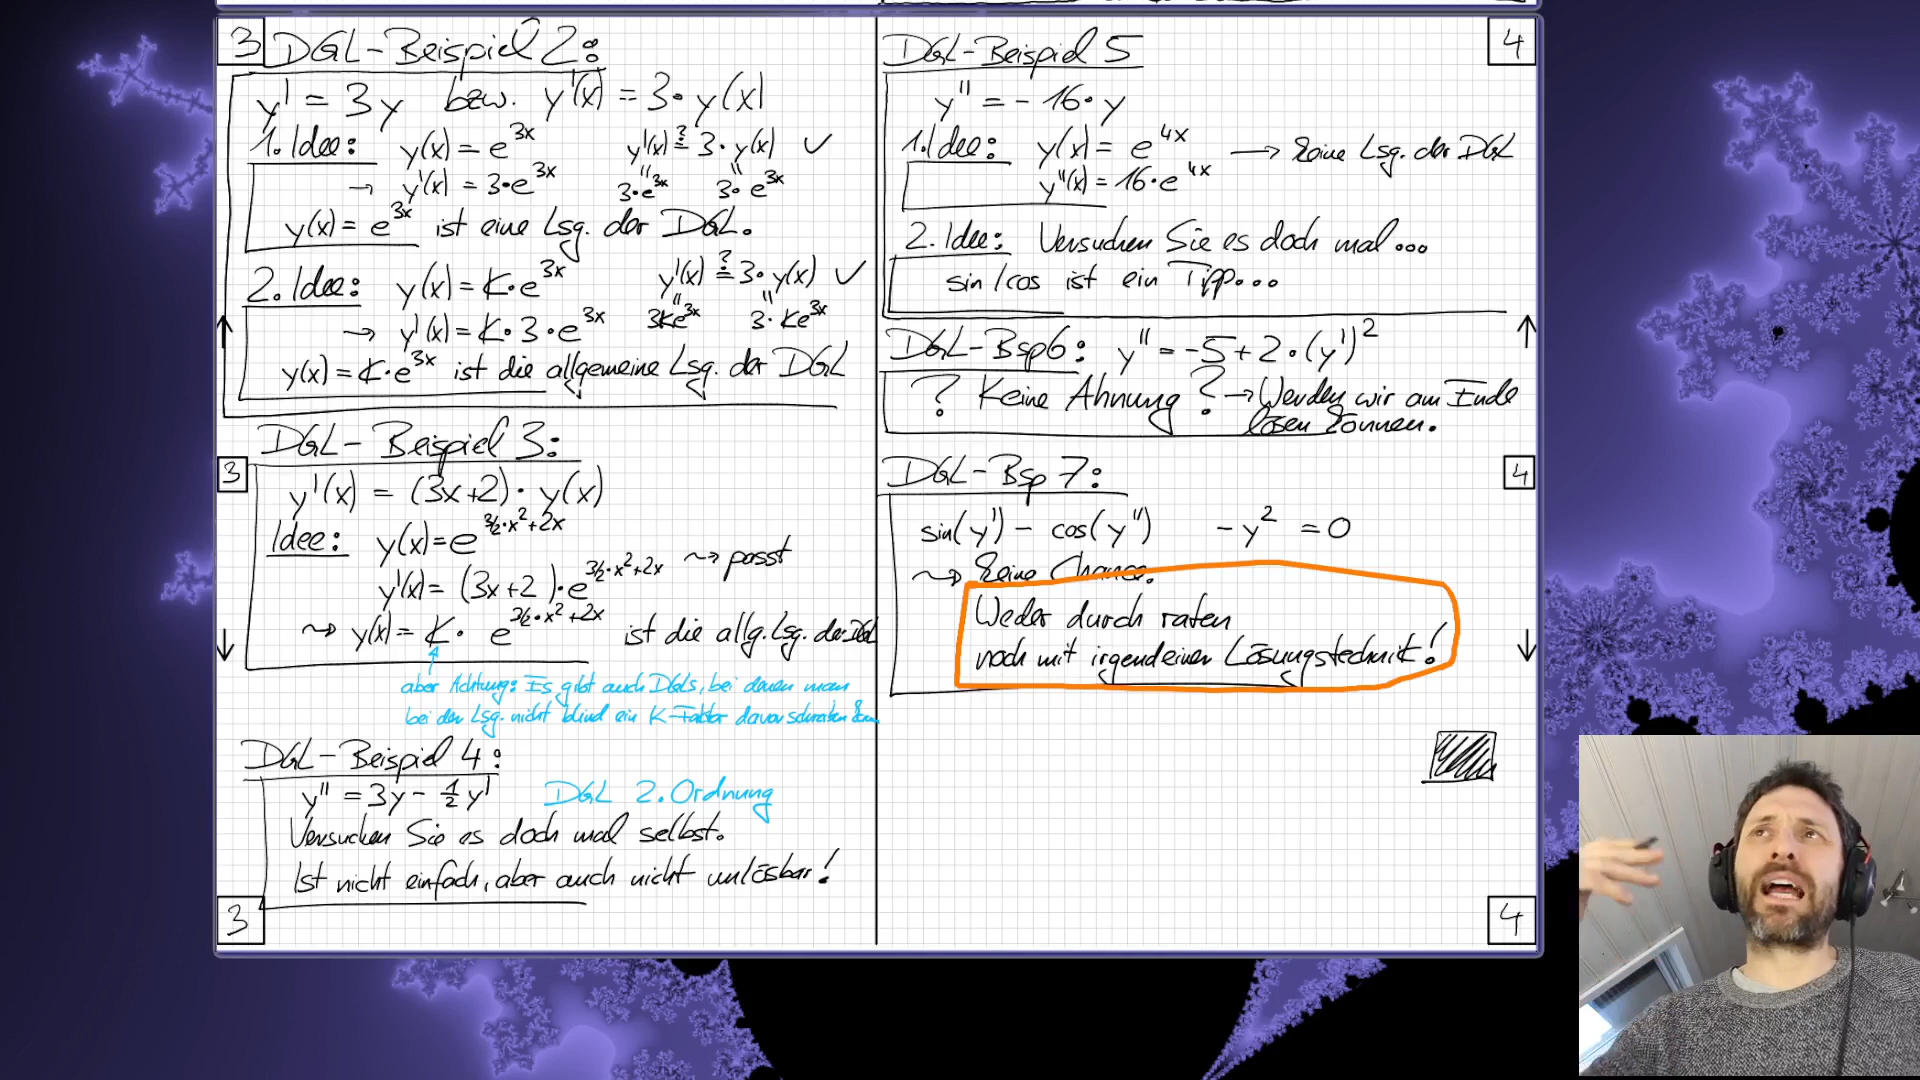 3 DGL-Beispiel 2:
y' = 3y bzw. y'(x) = 3·y(x)
1. Idee: y(x) = e^3x y'(x) ≟ 3·y(x) ✓
→ y'(x) = 3·e^3x 3·e^3x 3·e^3x
y(x) = e^3x ist eine Lsg. der DGL.
2. Idee: y(x) = K·e^3x y'(x) ≟ 3·y(x) ✓
→ y'(x) = K·3·e^3x 3Ke^3x 3·Ke^3x
y(x) = K·e^3x ist die allgemeine Lsg. der DGL
DGL-Beispiel 3:
3
y'(x) = (3x+2)·y(x)
Idee: y(x) = e^3/2·x²+2x
y'(x) = (3x+2)·e^3/2·x²+2x ⇝ passt
⇝ y(x) = K· e^3/2·x²+2x ist die allg. Lsg. der DGL
aber Achtung: Es gibt auch DGLs, bei denen man
bei der Lsg. nicht blind ein K-Faktor davor schreiben kann
DGL-Beispiel 4:
y'' = 3y - 1/2 y' DGL 2. Ordnung
Versuchen Sie es doch mal selbst.
Ist nicht einfach, aber auch nicht unlösbar!
3
DGL-Beispiel 5 4
y'' = -16·y
1. Idee: y(x) = e^4x → keine Lsg. der DGL
y''(x) = 16·e^4x
2. Idee: Versuchen Sie es doch mal...
sin/cos ist ein Tipp...
DGL-Bsp 6: y'' = -5+2·(y')²
? Keine Ahnung ? → Werden wir am Ende
lösen können.
DGL-Bsp 7: 4
sin(y') - cos(y'') - y² = 0
⇝ keine Chance.
Weder durch raten
noch mit irgendeiner Lösungstechnik!
4